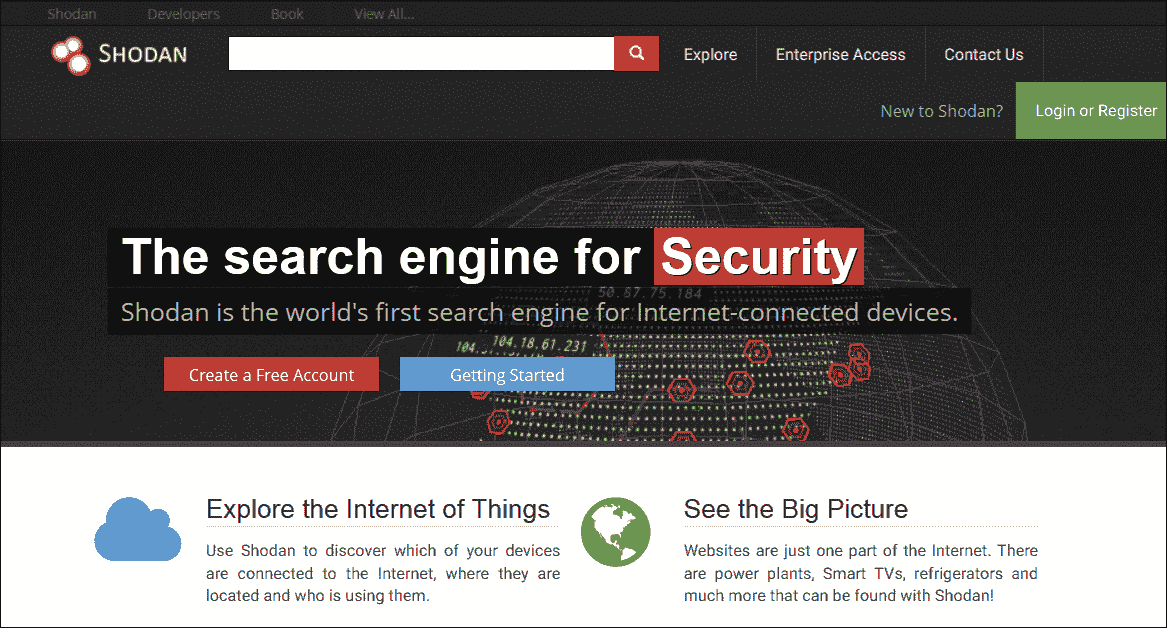 Shodan Developers Book View All...
SHODAN Explore Enterprise Access Contact Us
New to Shodan? Login or Register
The search engine for Security
50.87.75.184
Shodan is the world's first search engine for Internet-connected devices.
104. 104.18.61.231
Create a Free Account Getting Started
Explore the Internet of Things
Use Shodan to discover which of your devices
are connected to the Internet, where they are
located and who is using them.
See the Big Picture
Websites are just one part of the Internet. There
are power plants, Smart TVs, refrigerators and
much more that can be found with Shodan!